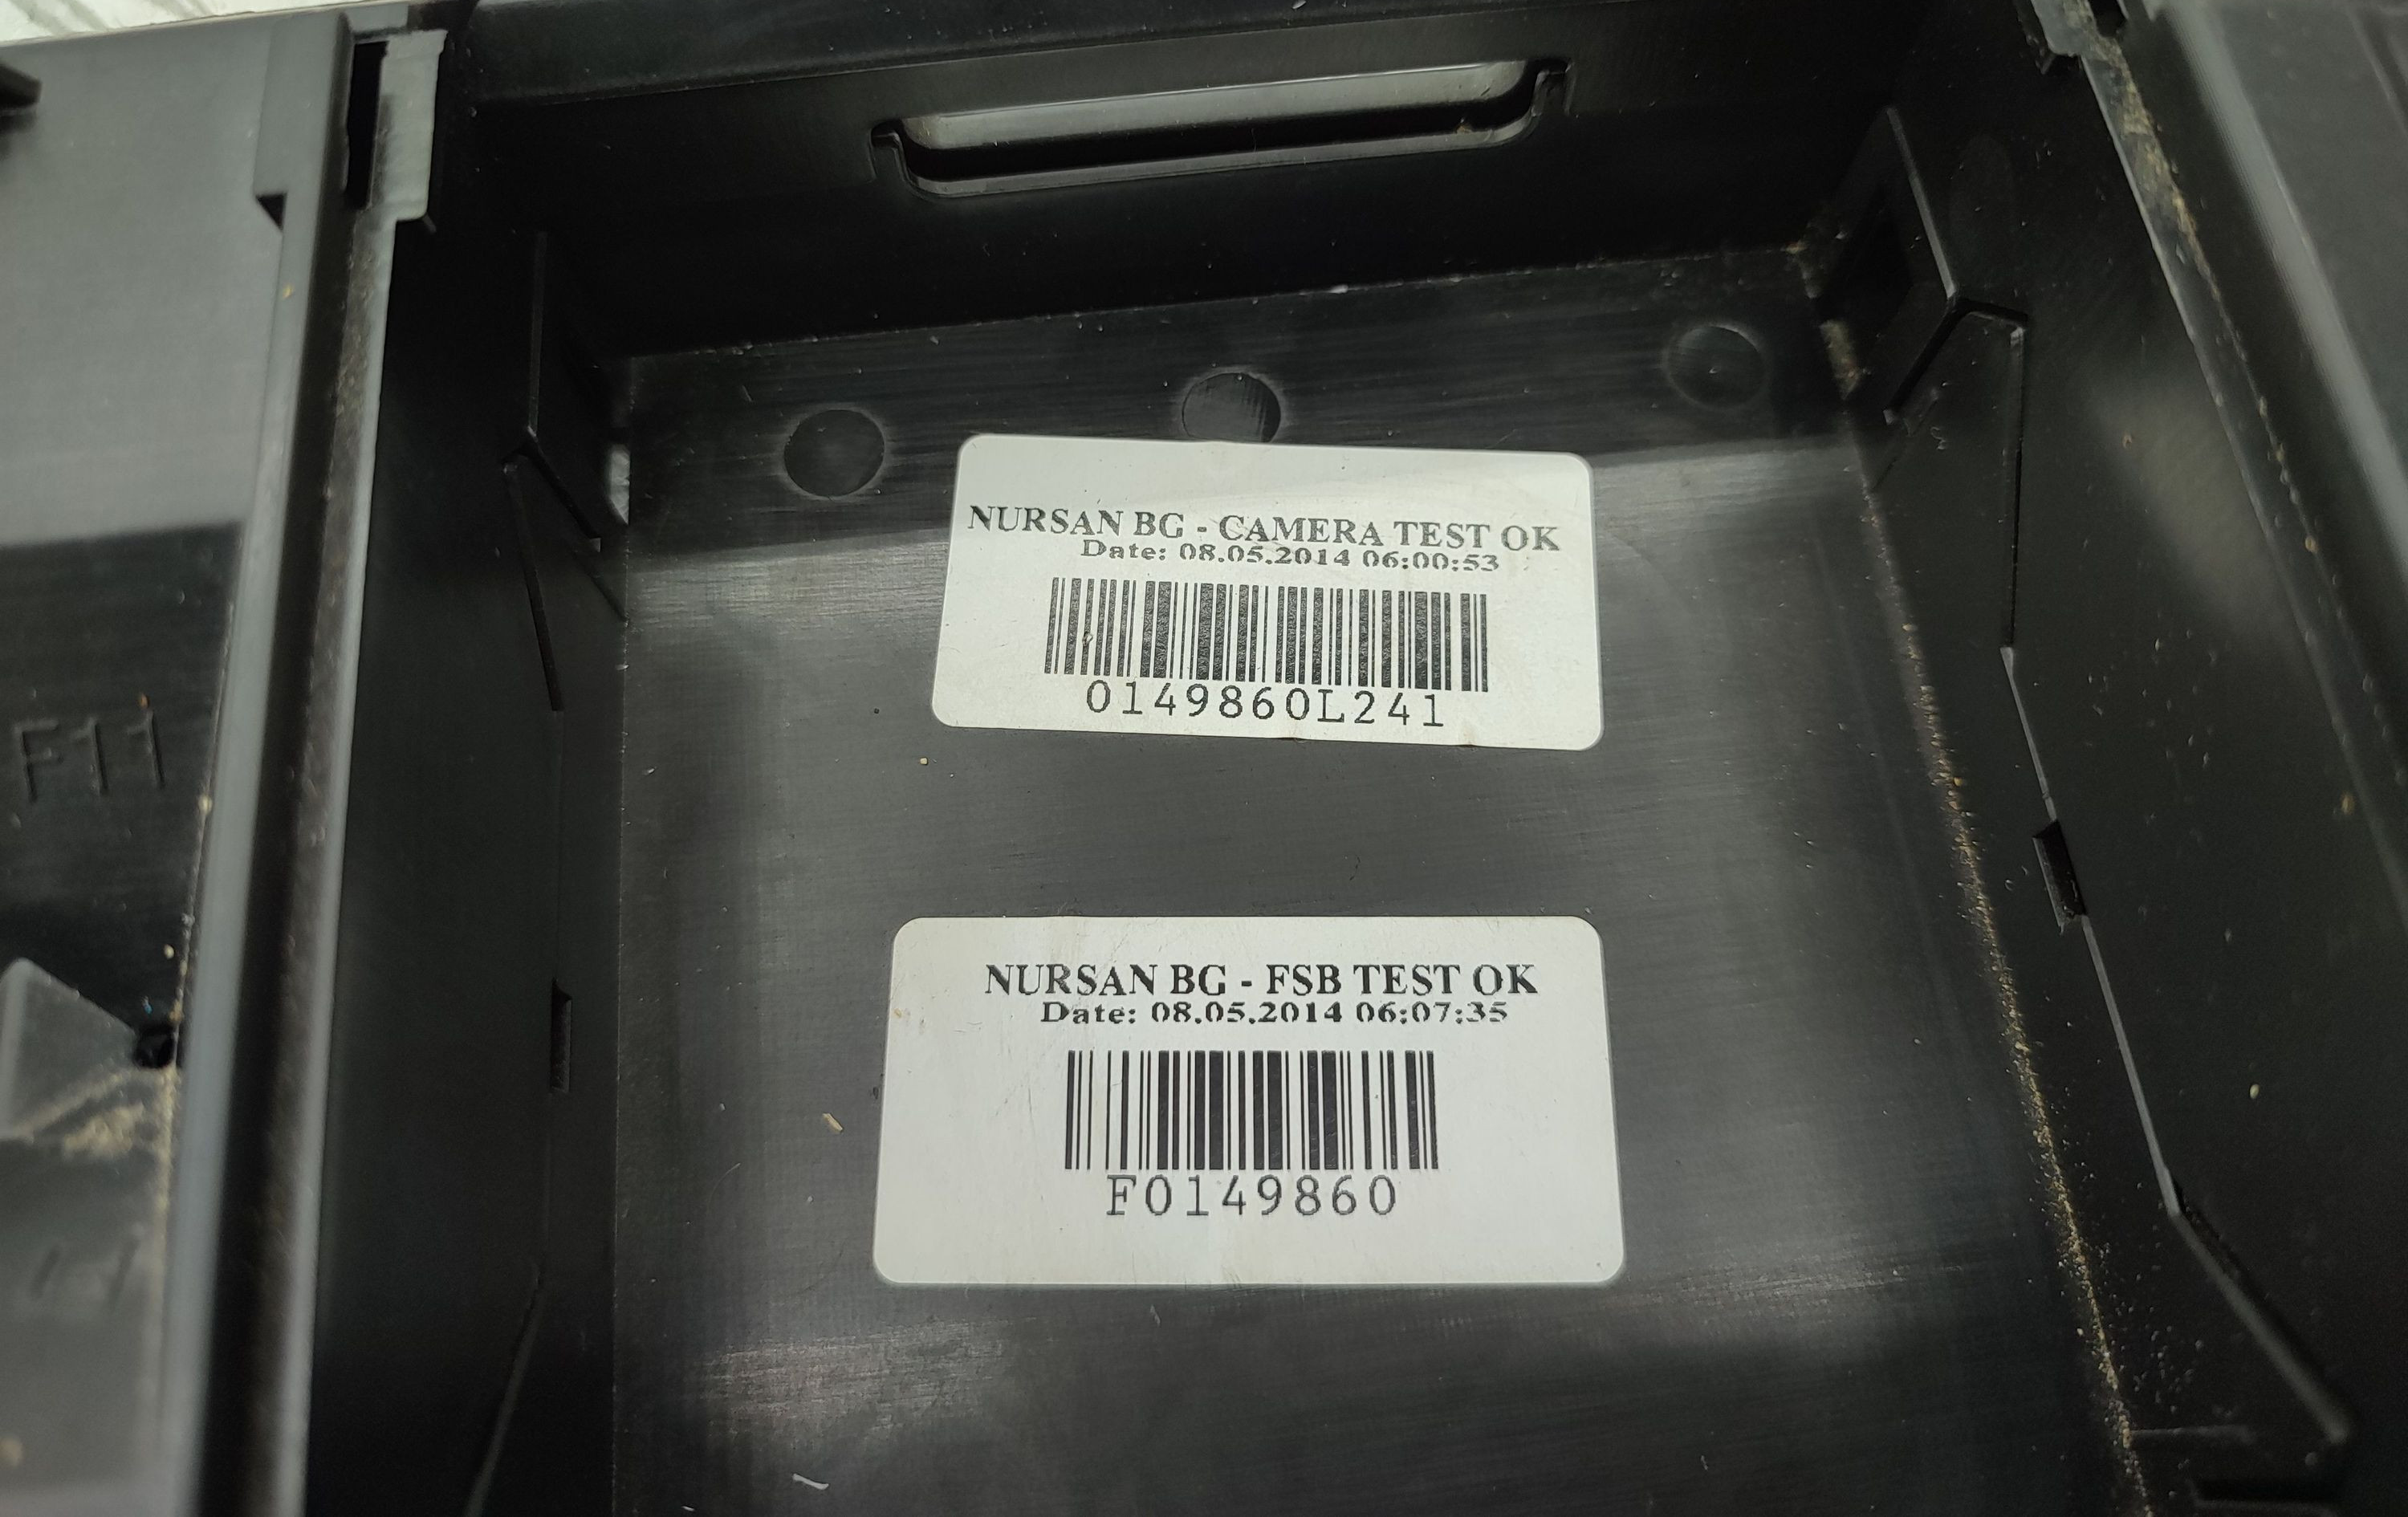 NURSAN BG - CAMERA TEST OK
Date: 08.05.2014 06:00:53
0149860L241
NURSAN BG - FSB TEST OK
Date: 08.05.2014 06:07:35
F0149860
F11